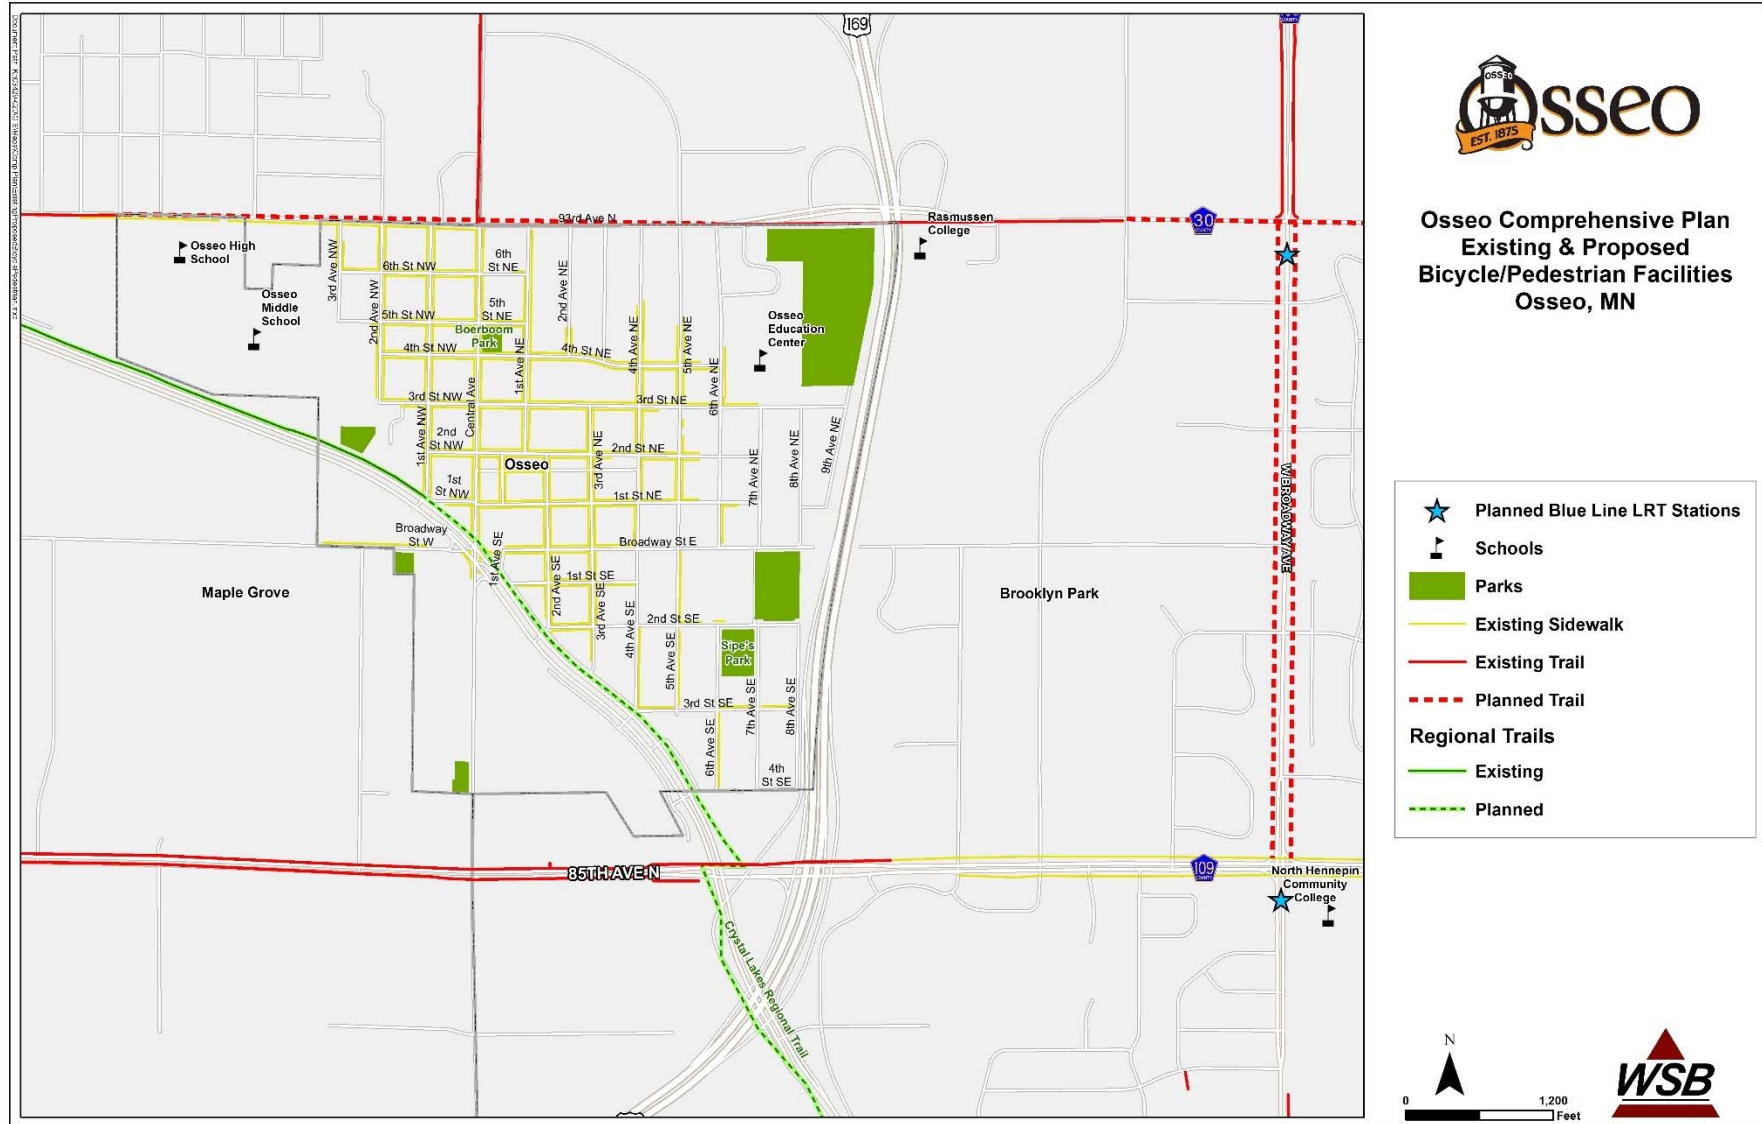 169
OSSEO
Osseo
EST. 1875
Osseo Comprehensive Plan
Existing & Proposed
Bicycle/Pedestrian Facilities
Osseo, MN
93rd Ave N
30
COUNTY
Rasmussen
College
Osseo High
School
Osseo
Middle
School
3rd Ave NW
6th St NW
6th
St NE
2nd Ave NW
5th St NW
5th
St NE
2nd Ave NE
Boerboom
Park
4th St NW
4th St NE
1st Ave NE
4th Ave NE
5th Ave NE
6th Ave NE
Osseo
Education
Center
3rd St NW
3rd St NE
Central Ave
1st Ave NW
2nd
St NW
2nd St NE
3rd Ave NE
Osseo
7th Ave NE
8th Ave NE
9th Ave NE
1st
St NW
1st St NE
W BROADWAY AVE
Broadway
St W
Broadway St E
1st Ave SE
1st St SE
2nd Ave SE
3rd Ave SE
4th Ave SE
2nd St SE
5th Ave SE
Sipe's
Park
Maple Grove
Brooklyn Park
3rd St SE
6th Ave SE
7th Ave SE
8th Ave SE
4th
St SE
85TH AVE N
109
COUNTY
North Hennepin
Community
College
Crystal Lakes Regional Trail
Planned Blue Line LRT Stations
Schools
Parks
Existing Sidewalk
Existing Trail
Planned Trail
Regional Trails
Existing
Planned
N
0
1,200
Feet
WSB